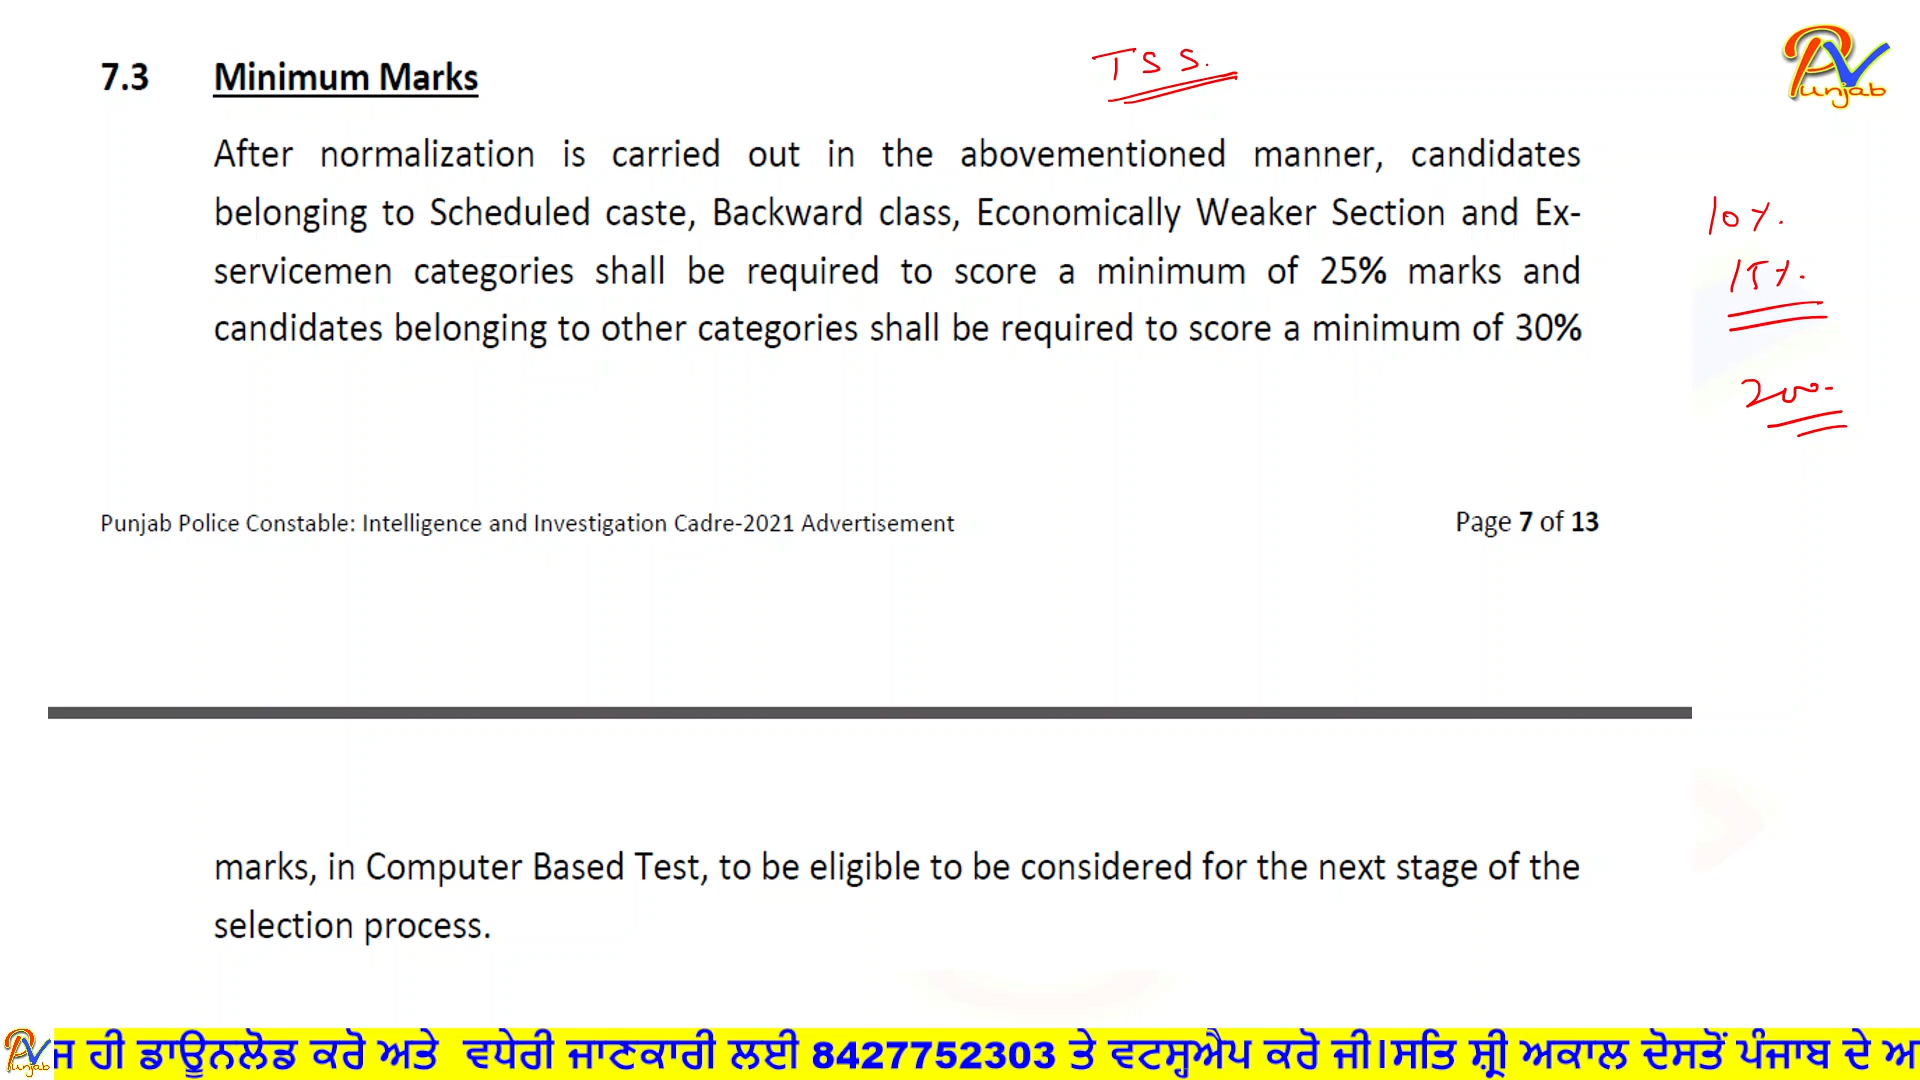 7.3 Minimum Marks
TSS.
PV Punjab
After normalization is carried out in the abovementioned manner, candidates
belonging to Scheduled caste, Backward class, Economically Weaker Section and Ex-
servicemen categories shall be required to score a minimum of 25% marks and
candidates belonging to other categories shall be required to score a minimum of 30%
10%.
15%.
200-
Punjab Police Constable: Intelligence and Investigation Cadre-2021 Advertisement Page 7 of 13
marks, in Computer Based Test, to be eligible to be considered for the next stage of the
selection process.
PV Punjab
ਜ ਹੀ ਡਾਊਨਲੋਡ ਕਰੋ ਅਤੇ ਵਧੇਰੀ ਜਾਣਕਾਰੀ ਲਈ 8427752303 ਤੇ ਵਟਸ੍ਹਐਪ ਕਰੋ ਜੀ।ਸਤਿ ਸ਼੍ਰੀ ਅਕਾਲ ਦੋਸਤੋਂ ਪੰਜਾਬ ਦੇ ਅ